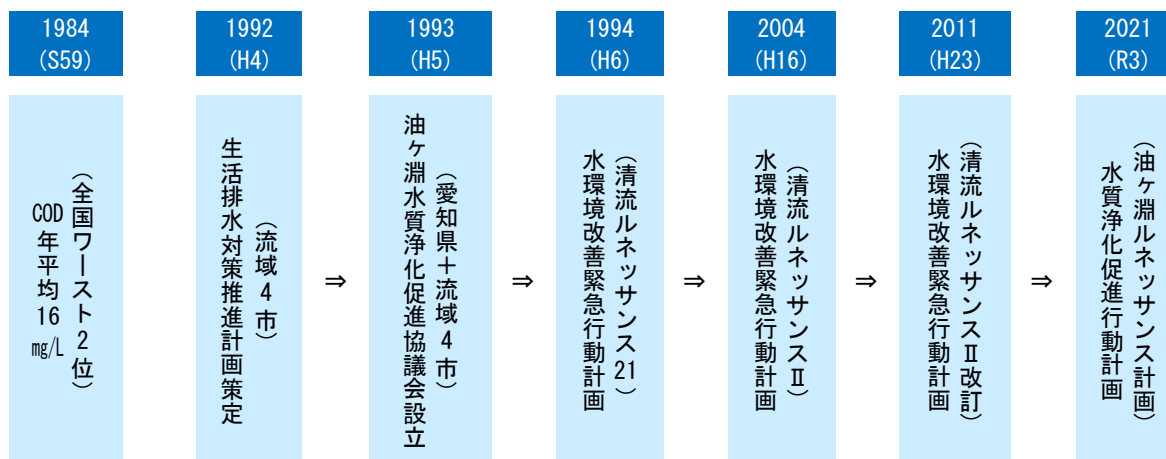 1984
(S59)
COD年平均16㎎/L
(全国ワースト2位)
1992
(H4)
生活排水対策推進計画策定
(流域4市)
⇒
1993
(H5)
油ヶ淵水質浄化促進協議会設立
(愛知県＋流域4市)
⇒
1994
(H6)
水環境改善緊急行動計画
(清流ルネッサンス21)
⇒
2004
(H16)
水環境改善緊急行動計画
(清流ルネッサンスⅡ)
⇒
2011
(H23)
水環境改善緊急行動計画
(清流ルネッサンスⅡ改訂)
⇒
2021
(R3)
水質浄化促進行動計画
(油ヶ淵ルネッサンス計画)